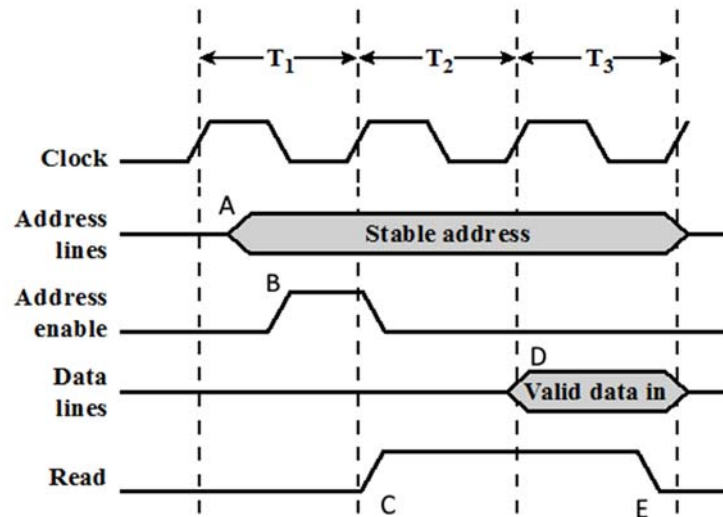 T1 T2 T3
Clock
A
Address
lines
Stable address
B
Address
enable
D
Data
lines
Valid data in
Read
C E